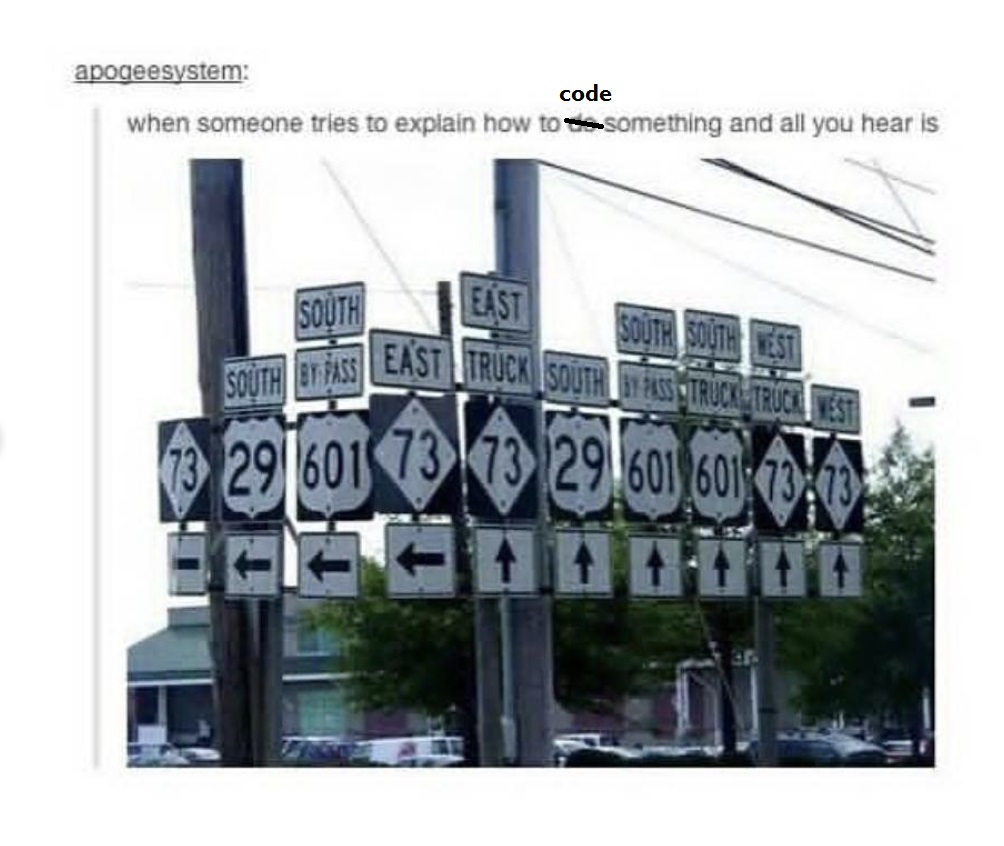 apogeesystem:
code
when someone tries to explain how to do something and all you hear is
SOUTH EAST
SOUTH SOUTH WEST
SOUTH BY-PASS EAST TRUCK SOUTH BY-PASS TRUCK TRUCK WEST
73 29 601 73 73 29 601 601 73 73